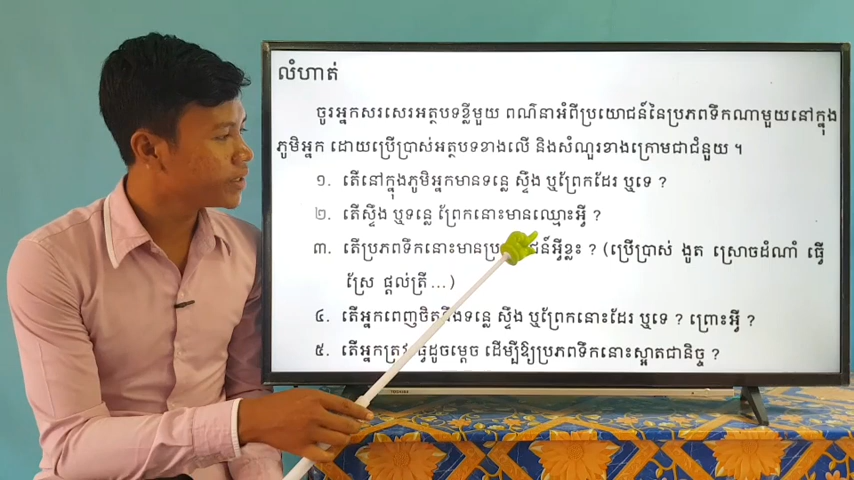 លំហាត់
ចូរអ្នកសរសេរអត្ថបទខ្លីមួយ ពណ៌នាអំពីប្រយោជន៍នៃប្រភពទឹកណាមួយនៅក្នុង
ភូមិអ្នក ដោយប្រើប្រាស់អត្ថបទខាងលើ និងសំណួរខាងក្រោមជាជំនួយ ។
១. តើនៅក្នុងភូមិអ្នកមានទន្លេ ស្ទឹង ឬព្រែកដែរ ឬទេ ?
២. តើស្ទឹង ឬទន្លេ ព្រែកនោះមានឈ្មោះអ្វី ?
៣. តើប្រភពទឹកនោះមាន អ្វីខ្លះ ? (ប្រើប្រាស់ ងូត ស្រោចដំណាំ ធ្វើ
ស្រែ ផ្ដល់ត្រី...)
៤. តើអ្នកពេញចិត្ត ទន្លេ ស្ទឹង ឬព្រែកនោះដែរ ឬទេ ? ព្រោះអ្វី ?
៥. តើអ្នកត្រូវ ដូចម្ដេច ដើម្បីឱ្យប្រភពទឹកនោះស្អាតជានិច្ច ?